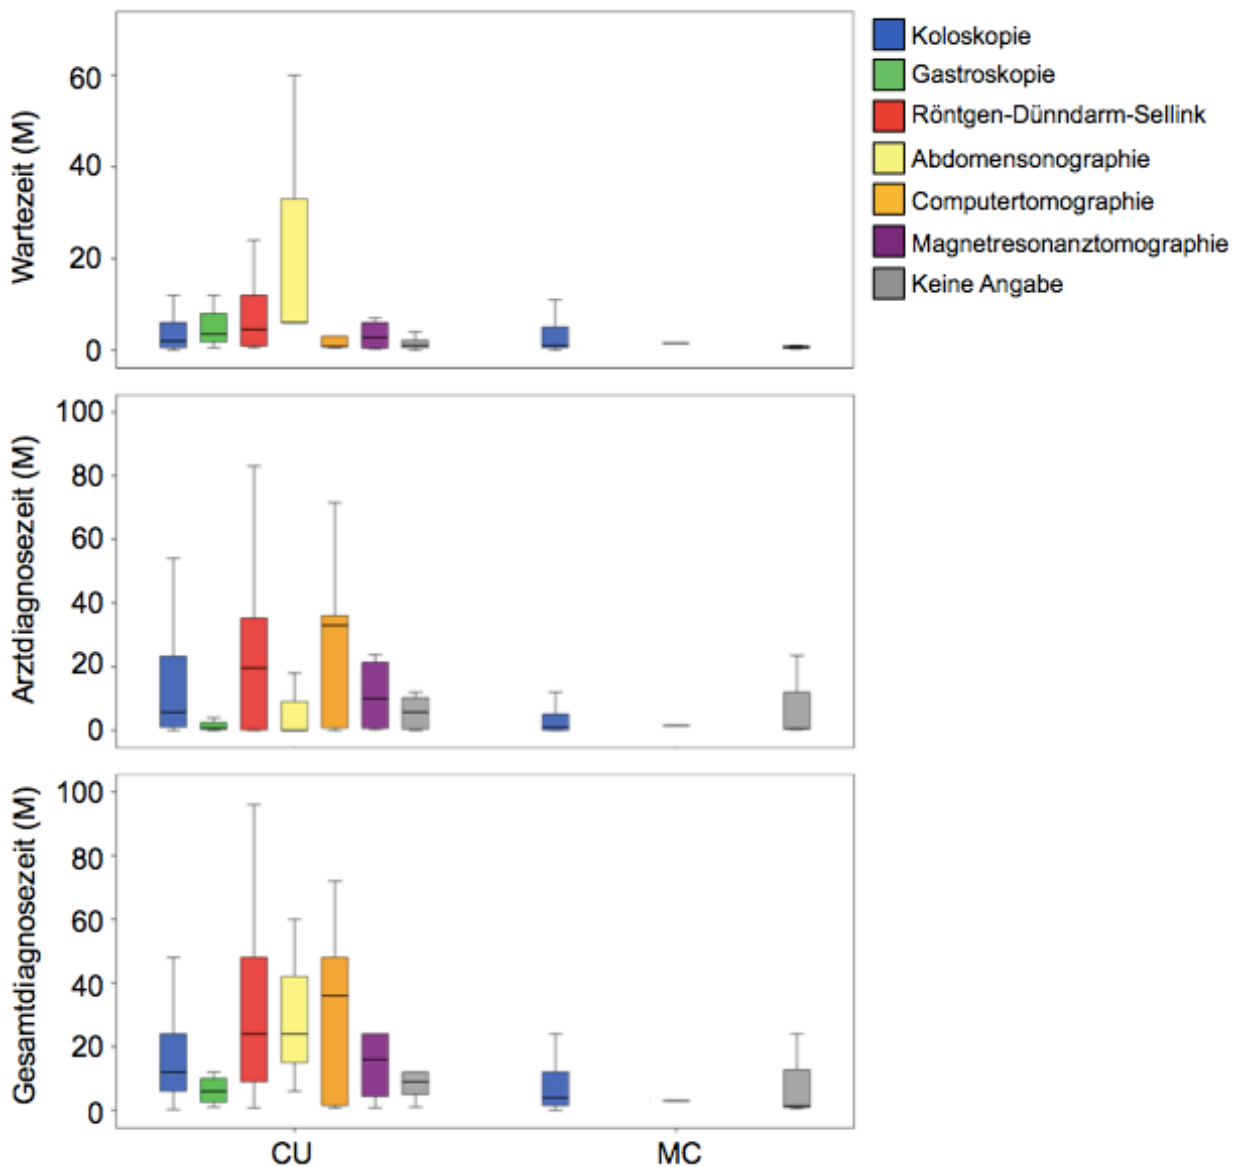 Wartezeit (M)
60
40
20
0
Koloskopie
Gastroskopie
Röntgen-Dünndarm-Sellink
Abdomensonographie
Computertomographie
Magnetresonanztomographie
Keine Angabe
Arztdiagnosezeit (M)
100
80
60
40
20
0
Gesamtdiagnosezeit (M)
100
80
60
40
20
0
CU MC